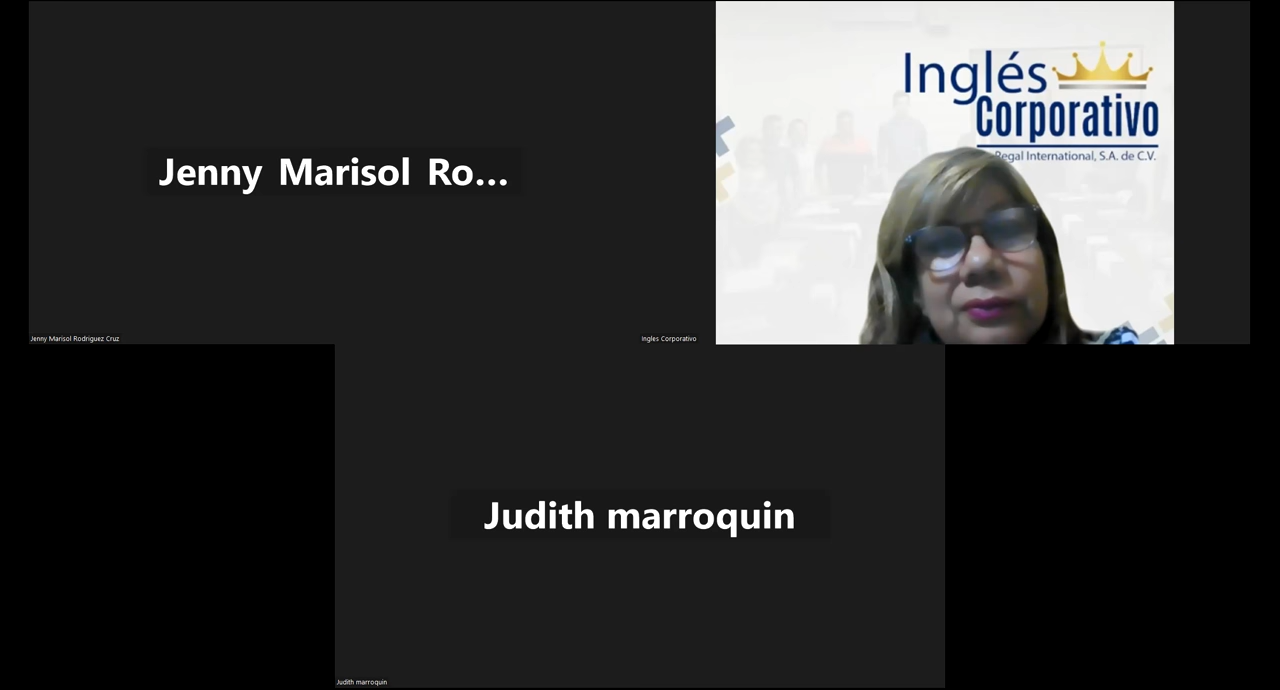 Jenny Marisol Ro...
Jenny Marisol Rodriguez Cruz
Inglés
Corporativo
Regal International, S.A. de C.V.
Ingles Corporativo
Judith marroquin
Judith marroquin